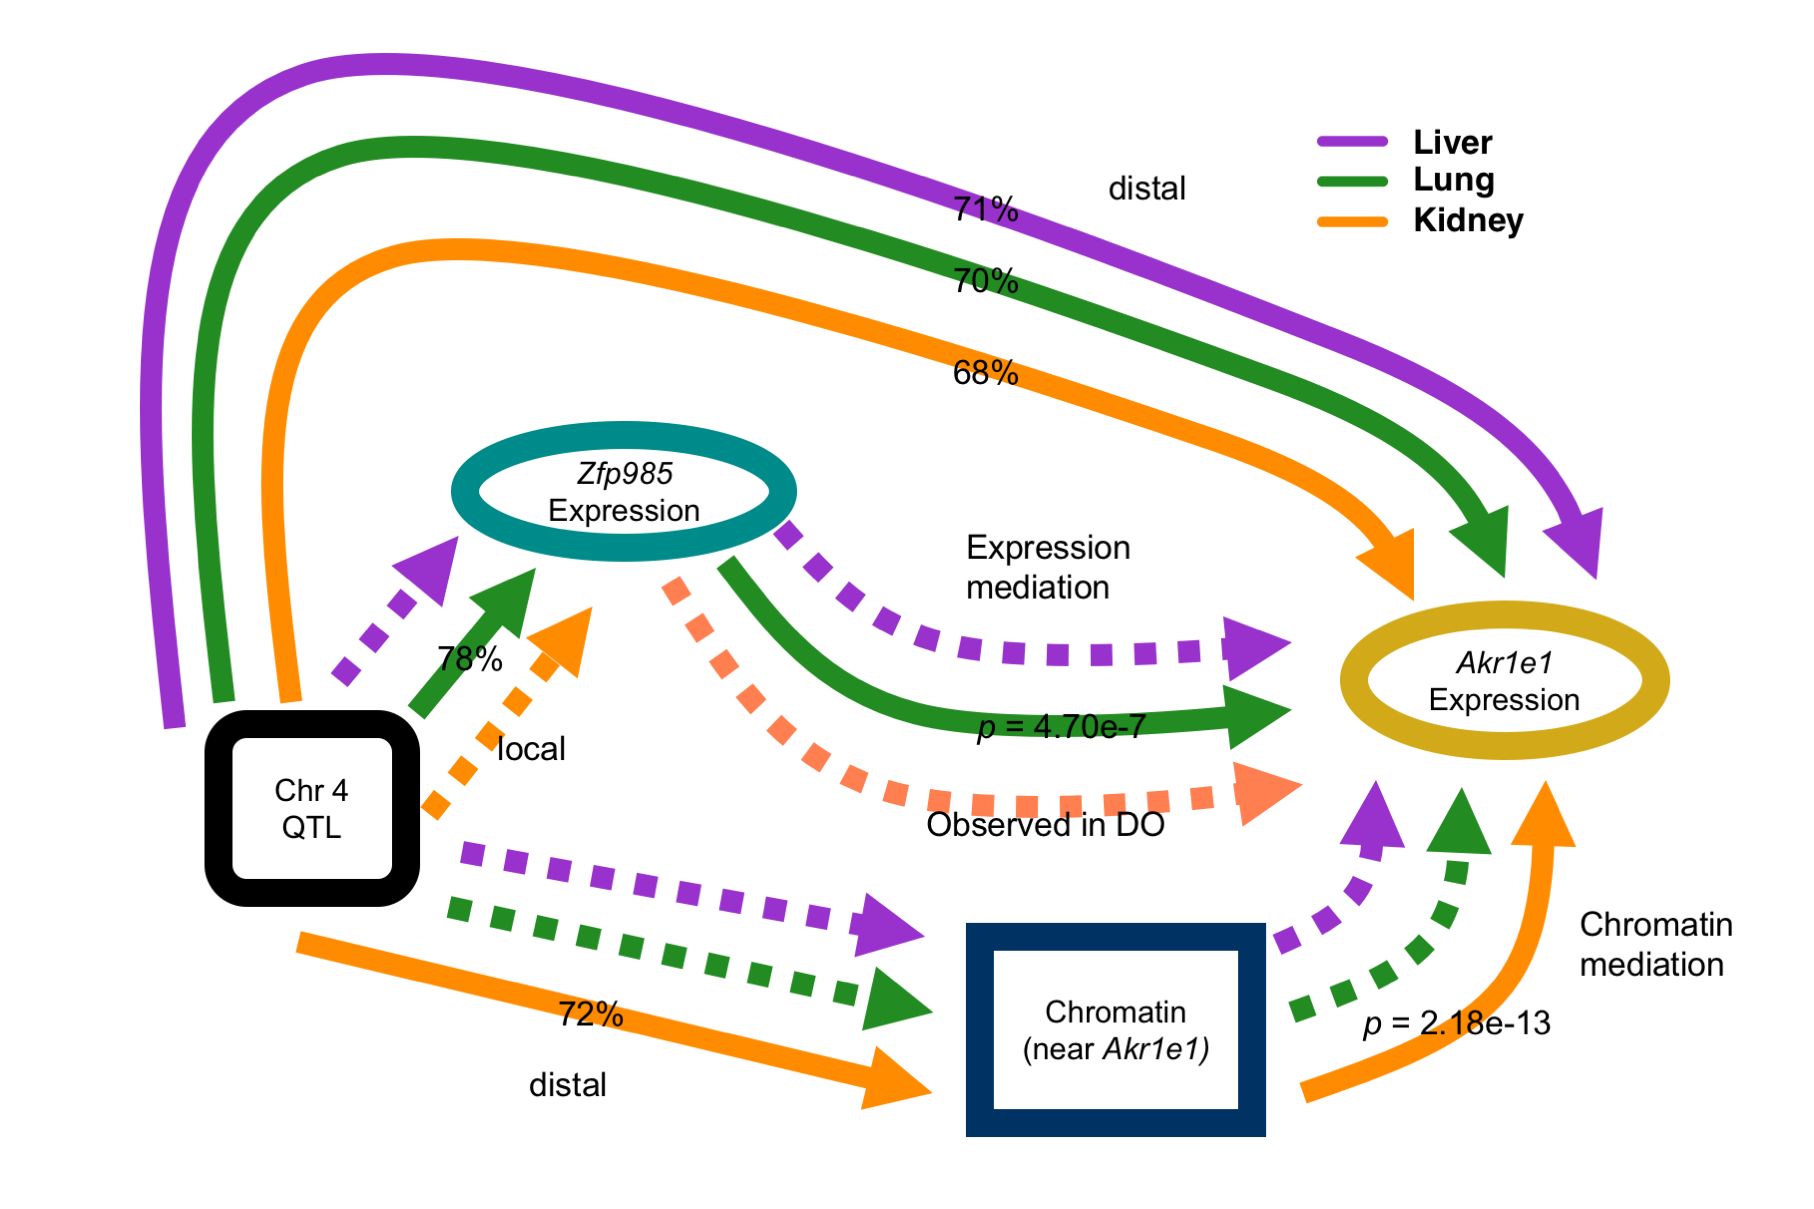 Liver
Lung
Kidney
distal
71%
70%
68%
Zfp985
Expression
Expression
mediation
78%
local
p = 4.70e-7
Akr1e1
Expression
Chr 4
QTL
Observed in DO
72%
distal
Chromatin
(near Akr1e1)
Chromatin
mediation
p = 2.18e-13